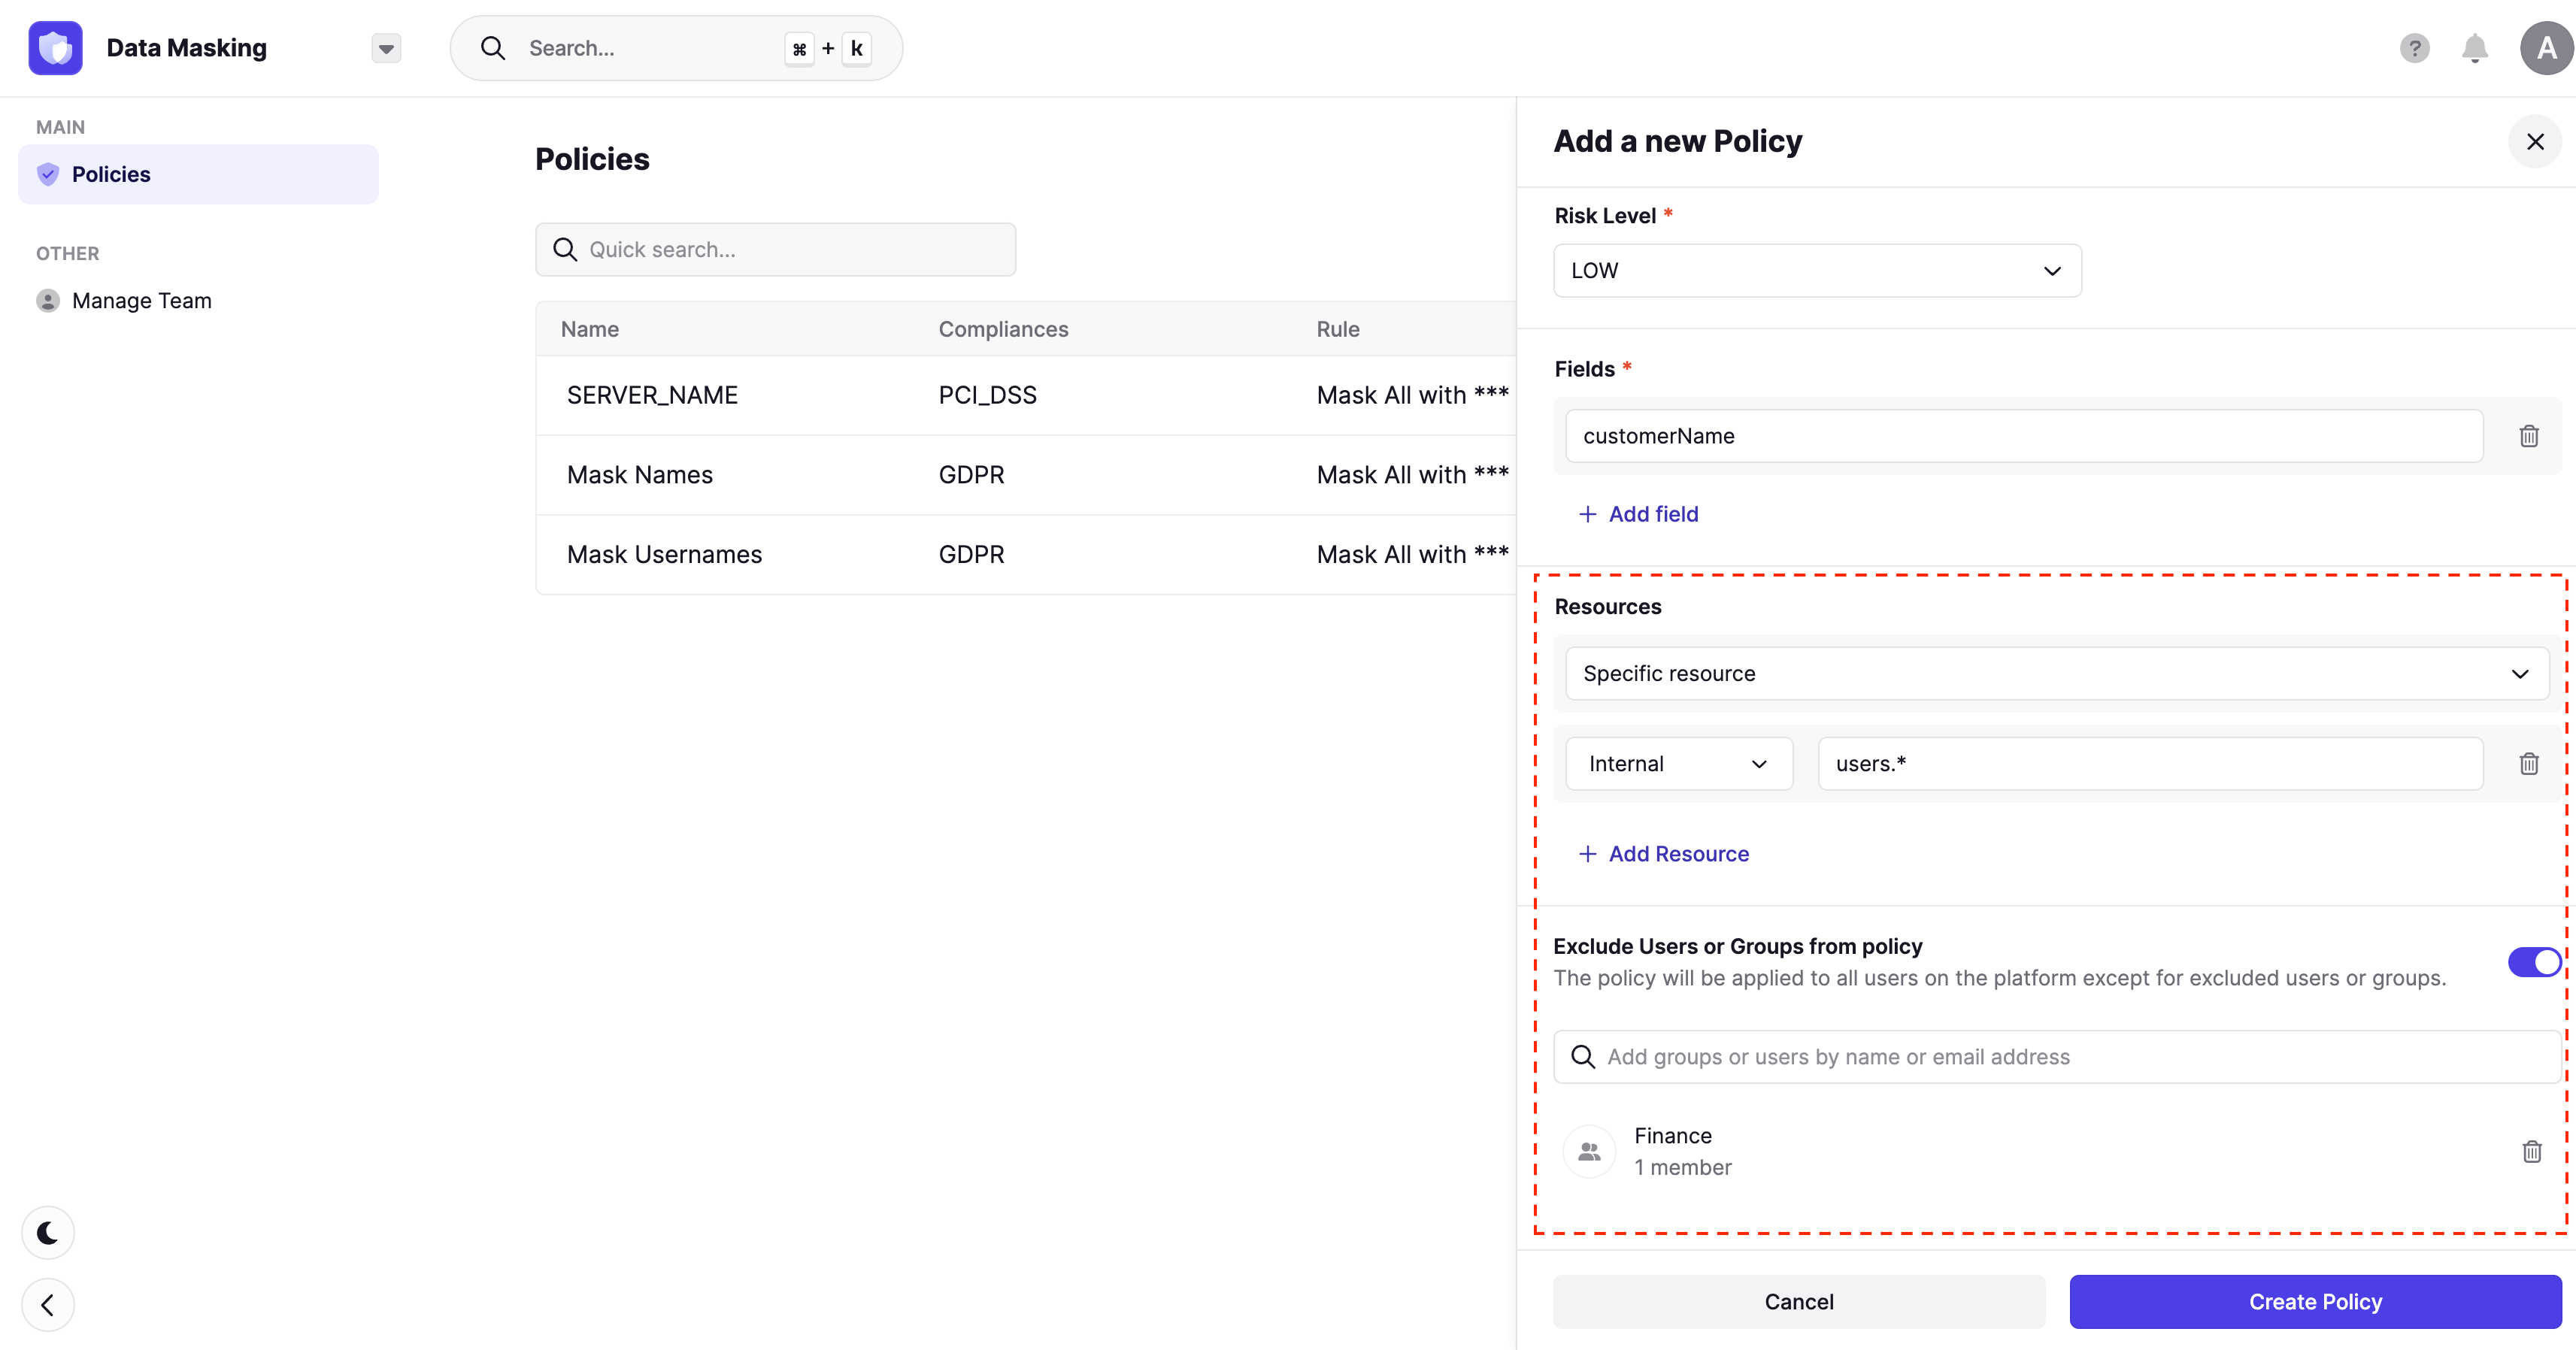 Data Masking
Search...
⌘ + k
?
A
MAIN
Policies
OTHER
Manage Team
Policies
Quick search...
Name Compliances Rule
SERVER_NAME PCI_DSS Mask All with ***
Mask Names GDPR Mask All with ***
Mask Usernames GDPR Mask All with ***
Add a new Policy
Risk Level *
LOW
Fields *
customerName
+ Add field
Resources
Specific resource
Internal users.*
+ Add Resource
Exclude Users or Groups from policy
The policy will be applied to all users on the platform except for excluded users or groups.
Add groups or users by name or email address
Finance
1 member
Cancel Create Policy